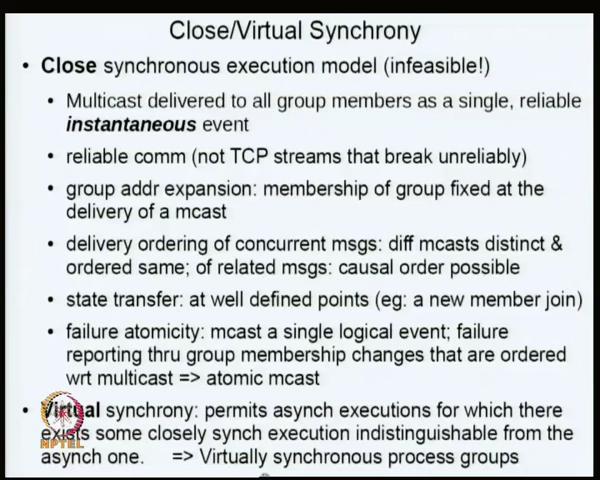 Close/Virtual Synchrony
• Close synchronous execution model (infeasible!)
• Multicast delivered to all group members as a single, reliable
instantaneous event
• reliable comm (not TCP streams that break unreliably)
• group addr expansion: membership of group fixed at the
delivery of a mcast
• delivery ordering of concurrent msgs: diff mcasts distinct &
ordered same; of related msgs: causal order possible
• state transfer: at well defined points (eg: a new member join)
• failure atomicity: mcast a single logical event; failure
reporting thru group membership changes that are ordered
wrt multicast => atomic mcast
• Virtual synchrony: permits asynch executions for which there
exists some closely synch execution indistinguishable from the
asynch one. => Virtually synchronous process groups
NPTEL